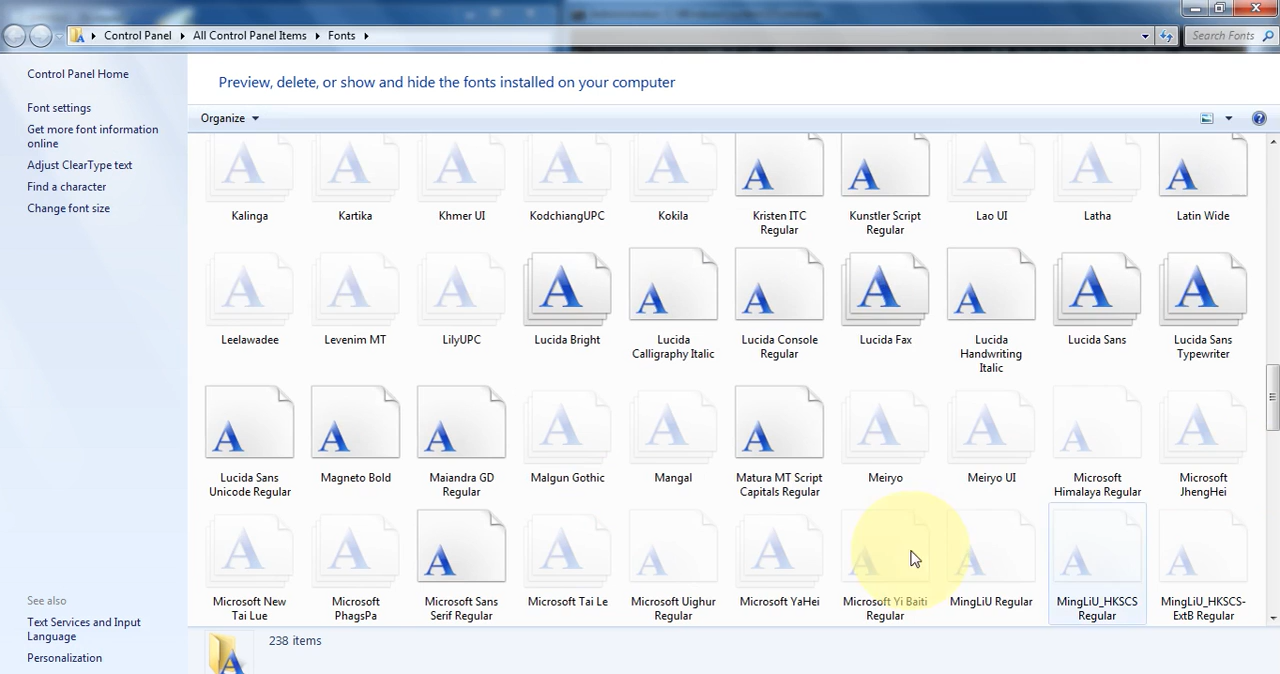 Control Panel
All Control Panel Items
Fonts
Search Fonts
Control Panel Home
Font settings
Get more font information
online
Adjust ClearType text
Find a character
Change font size
See also
Text Services and Input
Language
Personalization
Preview, delete, or show and hide the fonts installed on your computer
Organize
Kalinga
Kartika
Khmer UI
KodchiangUPC
Kokila
Kristen ITC
Regular
Kunstler Script
Regular
Lao UI
Latha
Latin Wide
Leelawadee
Levenim MT
LilyUPC
Lucida Bright
Lucida
Calligraphy Italic
Lucida Console
Regular
Lucida Fax
Lucida
Handwriting
Italic
Lucida Sans
Lucida Sans
Typewriter
Lucida Sans
Unicode Regular
Magneto Bold
Maiandra GD
Regular
Malgun Gothic
Mangal
Matura MT Script
Capitals Regular
Meiryo
Meiryo UI
Microsoft
Himalaya Regular
Microsoft
JhengHei
Microsoft New
Tai Lue
Microsoft
PhagsPa
Microsoft Sans
Serif Regular
Microsoft Tai Le
Microsoft Uighur
Regular
Microsoft YaHei
Microsoft Yi Baiti
Regular
MingLiU Regular
MingLiU_HKSCS
Regular
MingLiU_HKSCS-
ExtB Regular
238 items